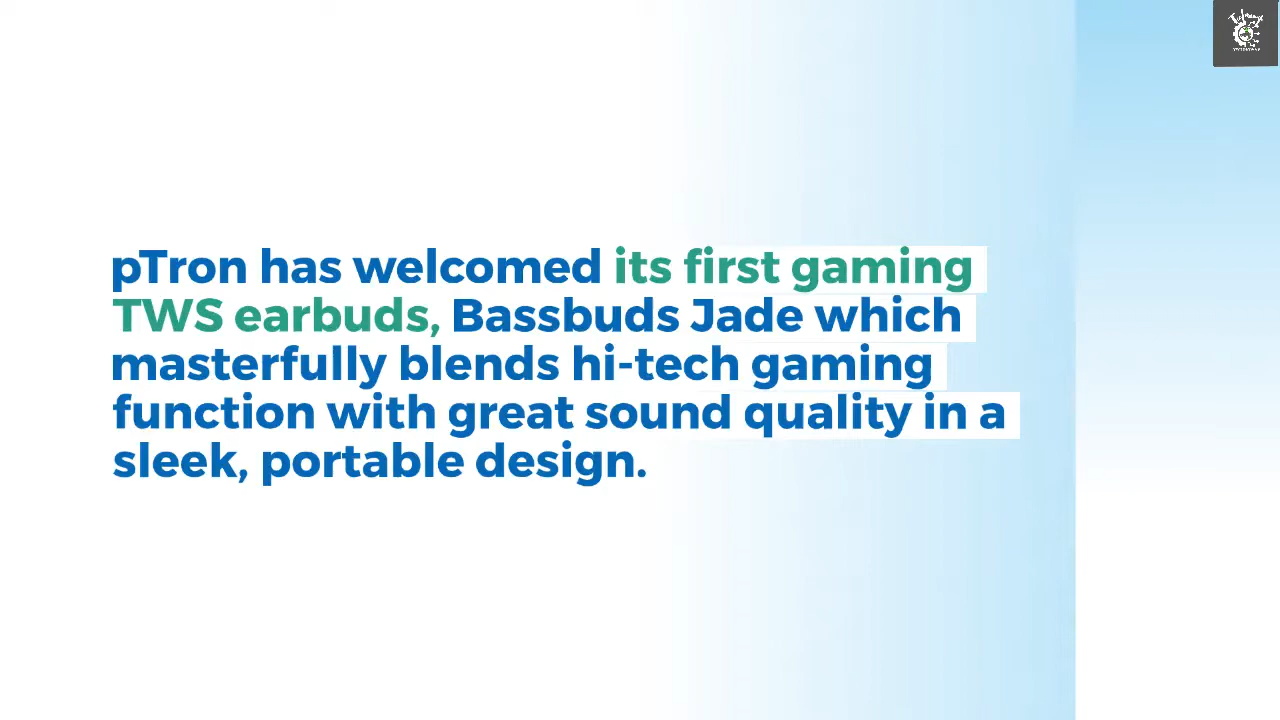 pTron has welcomed its first gaming
TWS earbuds, Bassbuds Jade which
masterfully blends hi-tech gaming
function with great sound quality in a
sleek, portable design.